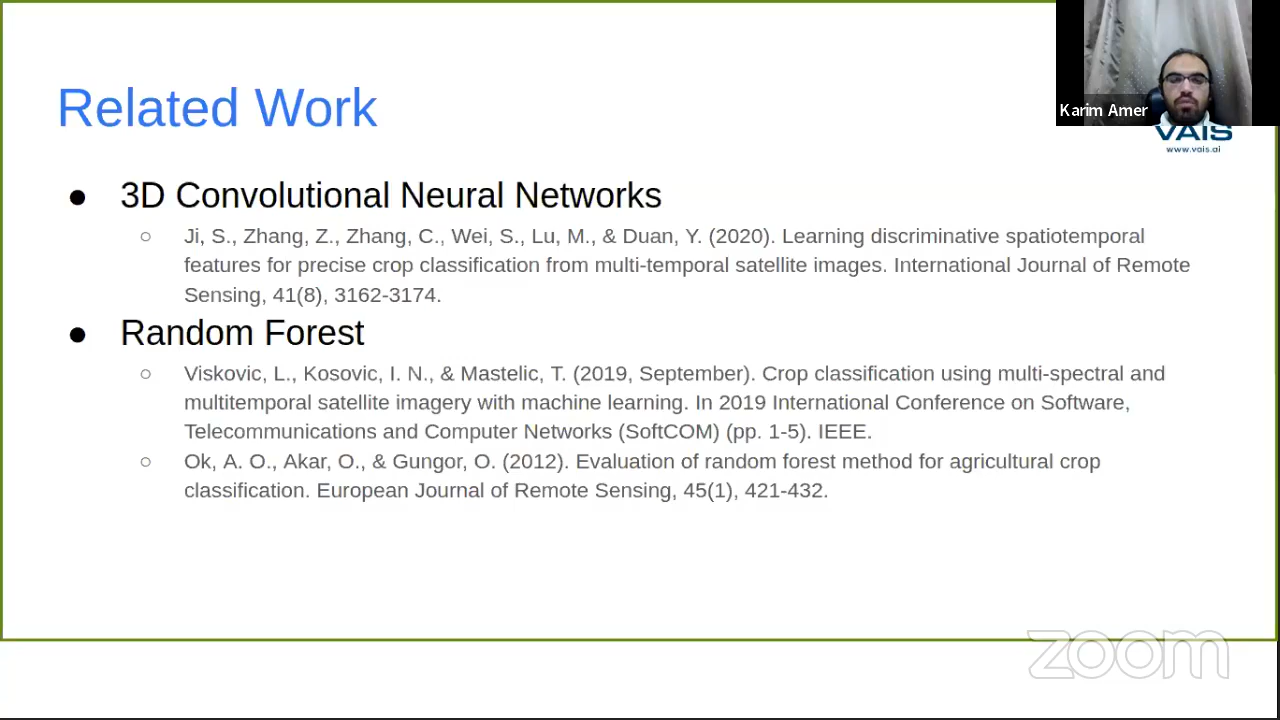 Related Work
Karim Amer
VAIS
www.vais.ai
● 3D Convolutional Neural Networks
○ Ji, S., Zhang, Z., Zhang, C., Wei, S., Lu, M., & Duan, Y. (2020). Learning discriminative spatiotemporal
features for precise crop classification from multi-temporal satellite images. International Journal of Remote
Sensing, 41(8), 3162-3174.
● Random Forest
○ Viskovic, L., Kosovic, I. N., & Mastelic, T. (2019, September). Crop classification using multi-spectral and
multitemporal satellite imagery with machine learning. In 2019 International Conference on Software,
Telecommunications and Computer Networks (SoftCOM) (pp. 1-5). IEEE.
○ Ok, A. O., Akar, O., & Gungor, O. (2012). Evaluation of random forest method for agricultural crop
classification. European Journal of Remote Sensing, 45(1), 421-432.
zoom